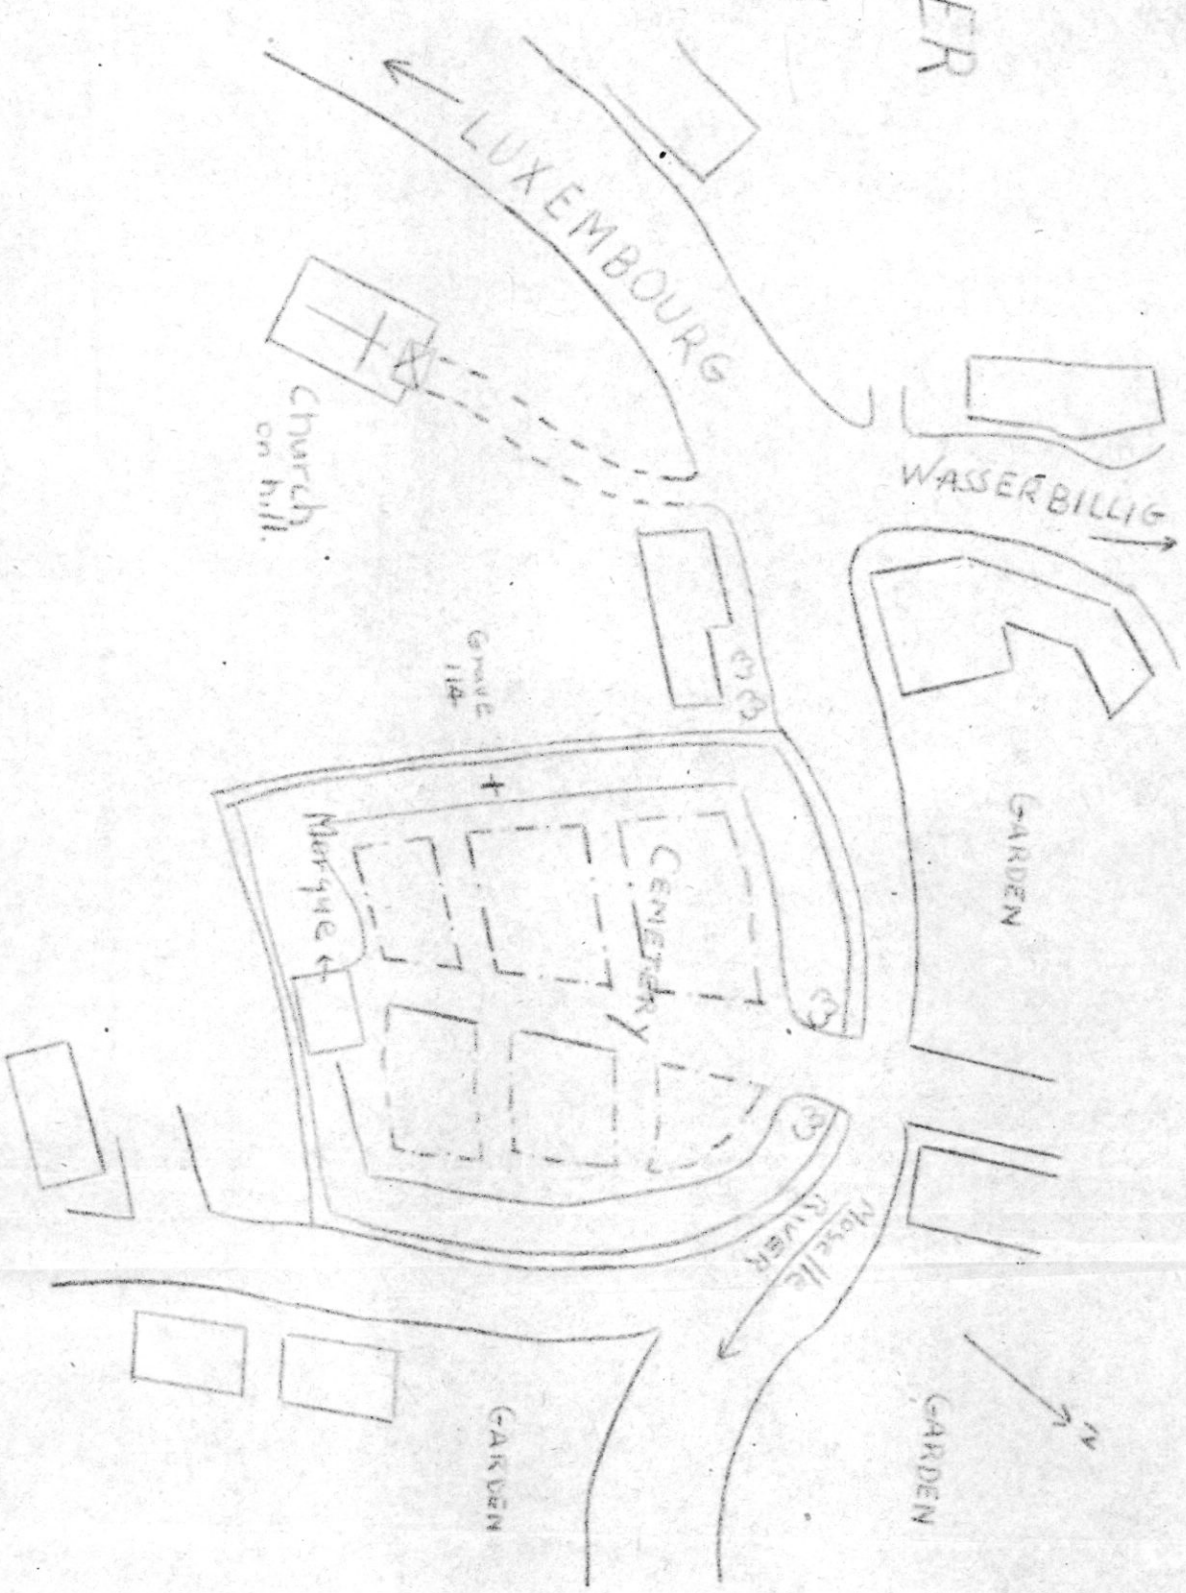 ER
← LUXEMBOURG
Church
on hill.
WASSERBILLIG →
Grave
114
GARDEN
Morgue ←
CEMETERY
Moselle
RIVER
GARDEN
GARDEN
N